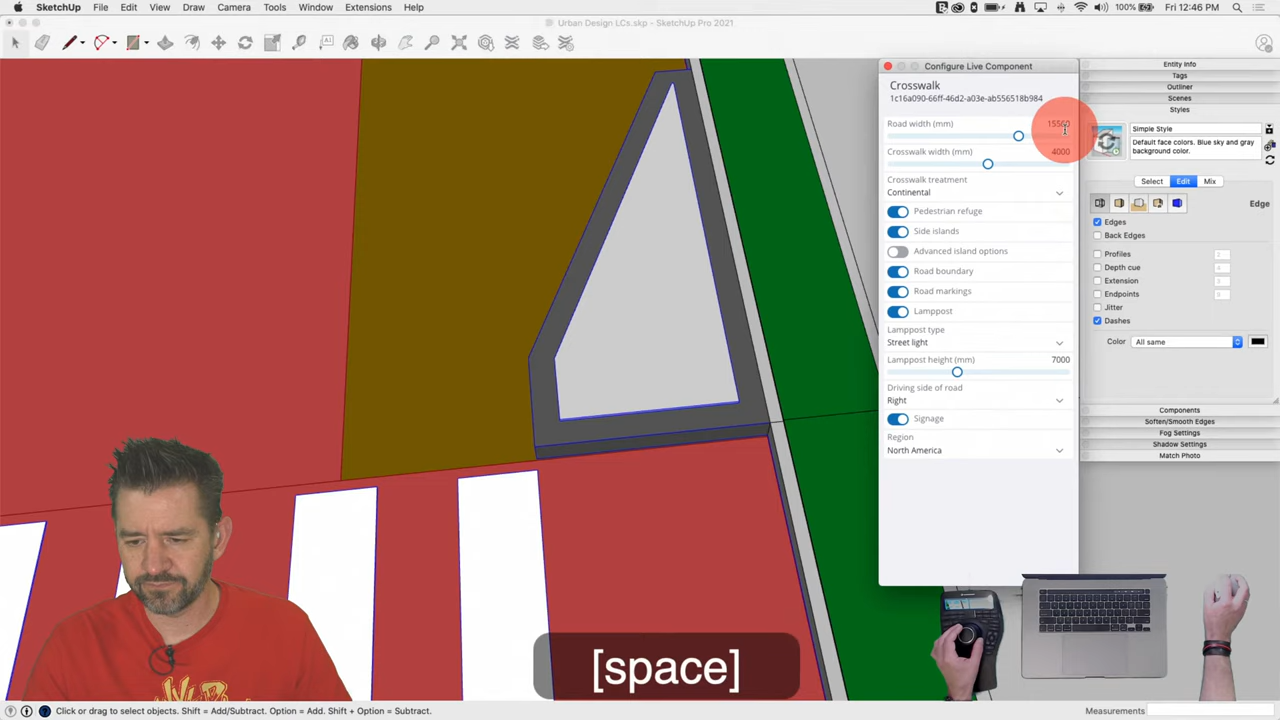 SketchUp File Edit View Draw Camera Tools Window Extensions Help
100% Fri 12:46 PM
Urban Design LCs.skp - SketchUp Pro 2021
Configure Live Component
Crosswalk
1c16a090-66ff-46d2-a03e-ab556518b984
Road width (mm) 15500
Crosswalk width (mm) 4000
Crosswalk treatment
Continental
Pedestrian refuge
Side islands
Advanced island options
Road boundary
Road markings
Lamppost
Lamppost type
Street light
Lamppost height (mm) 7000
Driving side of road
Right
Signage
Region
North America
Entity Info
Tags
Outliner
Scenes
Styles
Simple Style
Default face colors. Blue sky and gray
background color.
Select Edit Mix
Edge
Edges
Back Edges
Profiles
Depth cue
Extension
Endpoints
Jitter
Dashes
Color All same
Components
Soften/Smooth Edges
Fog Settings
Shadow Settings
Match Photo
[space]
Click or drag to select objects. Shift = Add/Subtract. Option = Add. Shift + Option = Subtract.
Measurements